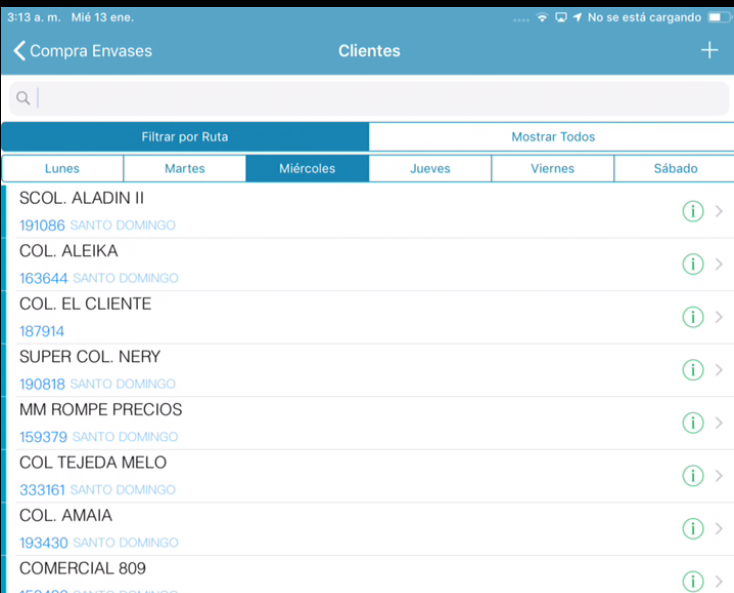 3:13 a. m. Mié 13 ene. No se está cargando
Compra Envases Clientes
Filtrar por Ruta Mostrar Todos
Lunes Martes Miércoles Jueves Viernes Sábado
SCOL. ALADIN II
191086 SANTO DOMINGO
COL. ALEIKA
163644 SANTO DOMINGO
COL. EL CLIENTE
187914
SUPER COL. NERY
190818 SANTO DOMINGO
MM ROMPE PRECIOS
159379 SANTO DOMINGO
COL TEJEDA MELO
333161 SANTO DOMINGO
COL. AMAIA
193430 SANTO DOMINGO
COMERCIAL 809
SANTO DOMINGO